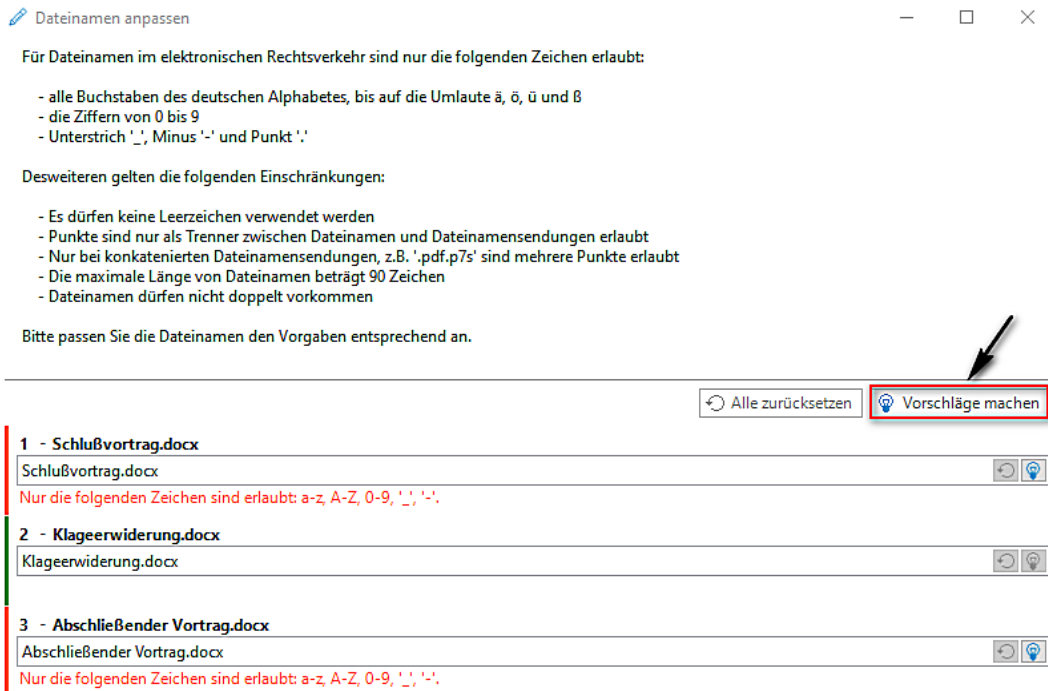 Dateinamen anpassen
Für Dateinamen im elektronischen Rechtsverkehr sind nur die folgenden Zeichen erlaubt:
- alle Buchstaben des deutschen Alphabetes, bis auf die Umlaute ä, ö, ü und ß
- die Ziffern von 0 bis 9
- Unterstrich '_', Minus '-' und Punkt '.'
Desweiteren gelten die folgenden Einschränkungen:
- Es dürfen keine Leerzeichen verwendet werden
- Punkte sind nur als Trenner zwischen Dateinamen und Dateinamensendungen erlaubt
- Nur bei konkatenierten Dateinamensendungen, z.B. '.pdf.p7s' sind mehrere Punkte erlaubt
- Die maximale Länge von Dateinamen beträgt 90 Zeichen
- Dateinamen dürfen nicht doppelt vorkommen
Bitte passen Sie die Dateinamen den Vorgaben entsprechend an.
Alle zurücksetzen Vorschläge machen
1 - Schlußvortrag.docx
Schlußvortrag.docx
Nur die folgenden Zeichen sind erlaubt: a-z, A-Z, 0-9, '_', '-'.
2 - Klageerwiderung.docx
Klageerwiderung.docx
3 - Abschließender Vortrag.docx
Abschließender Vortrag.docx
Nur die folgenden Zeichen sind erlaubt: a-z, A-Z, 0-9, '_', '-'.